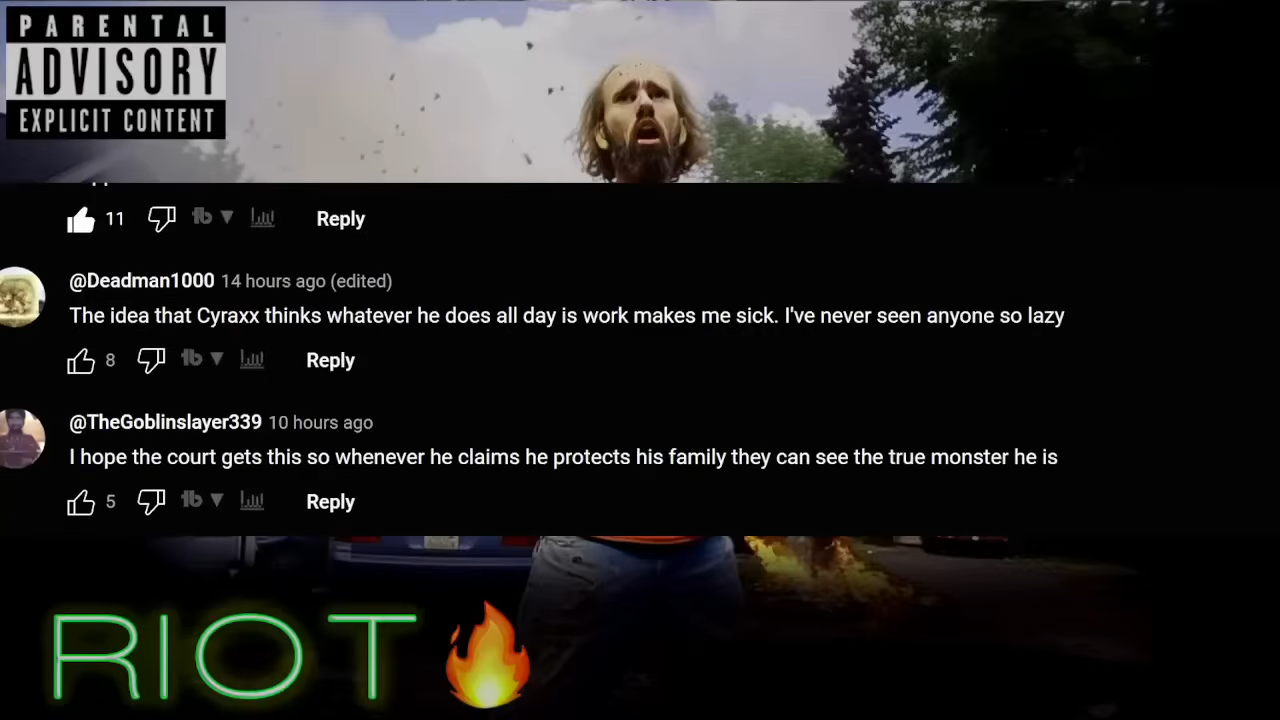 PARENTAL
ADVISORY
EXPLICIT CONTENT
11 Reply
@Deadman1000 14 hours ago (edited)
The idea that Cyraxx thinks whatever he does all day is work makes me sick. I've never seen anyone so lazy
8 Reply
@TheGoblinslayer339 10 hours ago
I hope the court gets this so whenever he claims he protects his family they can see the true monster he is
5 Reply
RIOT